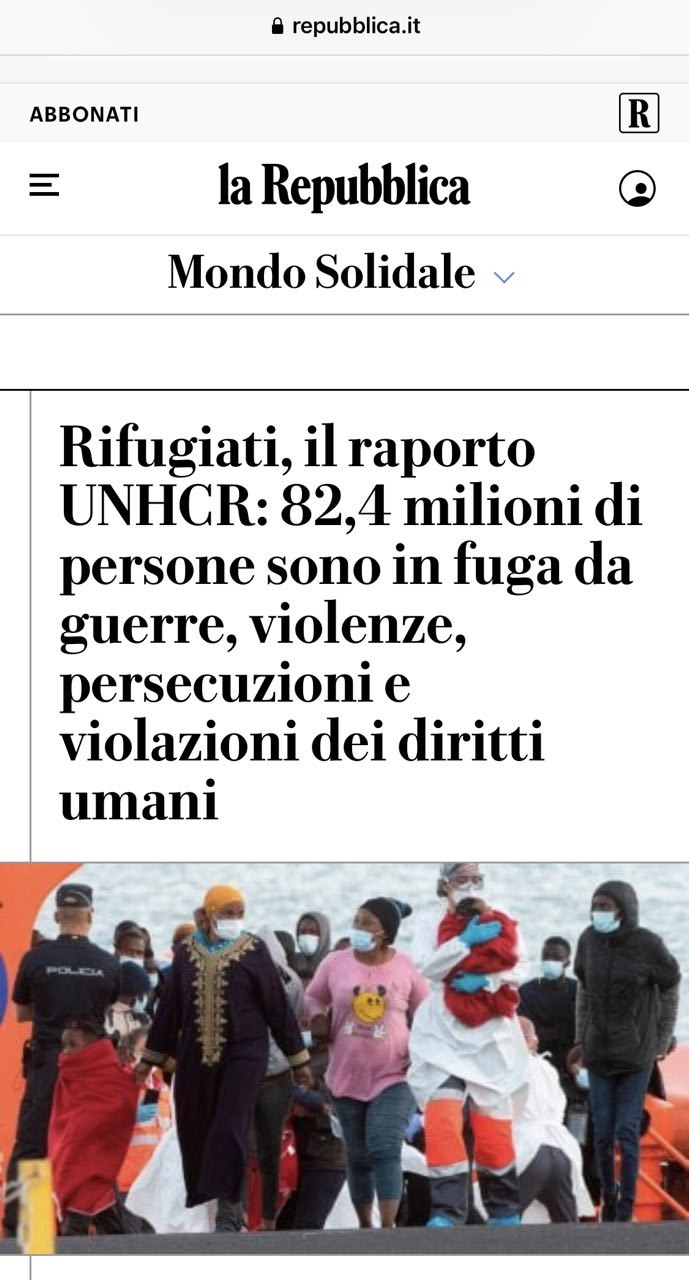 repubblica.it
ABBONATI
R
la Repubblica
Mondo Solidale
Rifugiati, il raporto
UNHCR: 82,4 milioni di
persone sono in fuga da
guerre, violenze,
persecuzioni e
violazioni dei diritti
umani
POLICIA